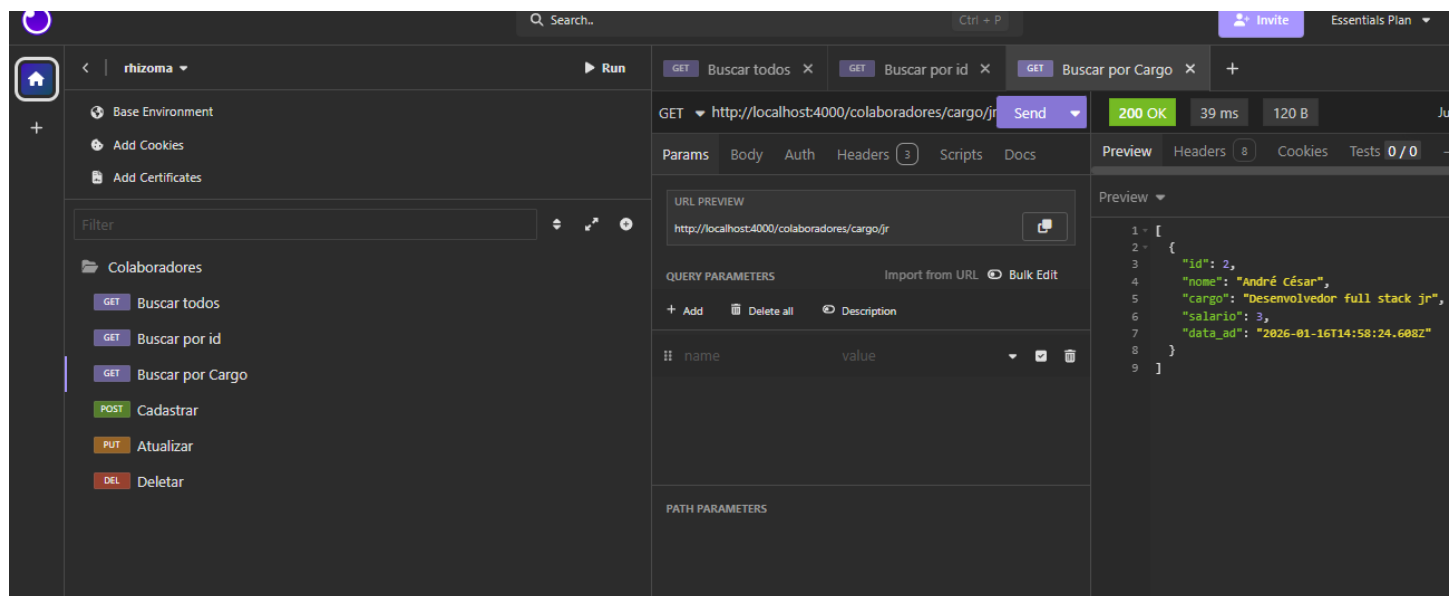 Search..
Ctrl + P
Invite
Essentials Plan
rhizoma
Run
Base Environment
Add Cookies
Add Certificates
Filter
Colaboradores
GET Buscar todos
GET Buscar por id
GET Buscar por Cargo
POST Cadastrar
PUT Atualizar
DEL Deletar
GET Buscar todos
GET Buscar por id
GET Buscar por Cargo
GET http://localhost:4000/colaboradores/cargo/jr
Send
Params Body Auth Headers 3 Scripts Docs
URL PREVIEW
http://localhost:4000/colaboradores/cargo/jr
QUERY PARAMETERS Import from URL Bulk Edit
+ Add Delete all Description
name value
PATH PARAMETERS
200 OK 39 ms 120 B Ju
Preview Headers 8 Cookies Tests 0 / 0
Preview
1 [
2 {
3 "id": 2,
4 "nome": "André César",
5 "cargo": "Desenvolvedor full stack jr",
6 "salario": 3,
7 "data_ad": "2026-01-16T14:58:24.608Z"
8 }
9 ]